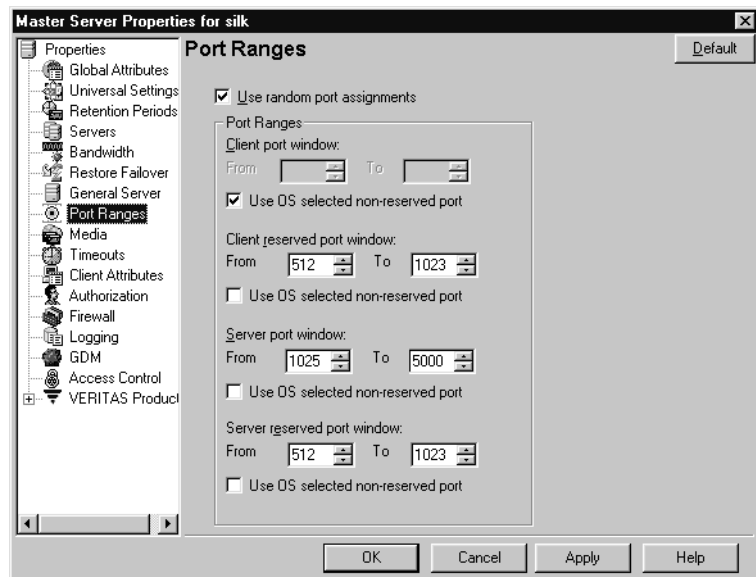 Master Server Properties for silk
Properties
Global Attributes
Universal Settings
Retention Periods
Servers
Bandwidth
Restore Failover
General Server
Port Ranges
Media
Timeouts
Client Attributes
Authorization
Firewall
Logging
GDM
Access Control
VERITAS Product
Port Ranges
Default
Use random port assignments
Port Ranges
Client port window:
From To
Use OS selected non-reserved port
Client reserved port window:
From 512 To 1023
Use OS selected non-reserved port
Server port window:
From 1025 To 5000
Use OS selected non-reserved port
Server reserved port window:
From 512 To 1023
Use OS selected non-reserved port
OK Cancel Apply Help